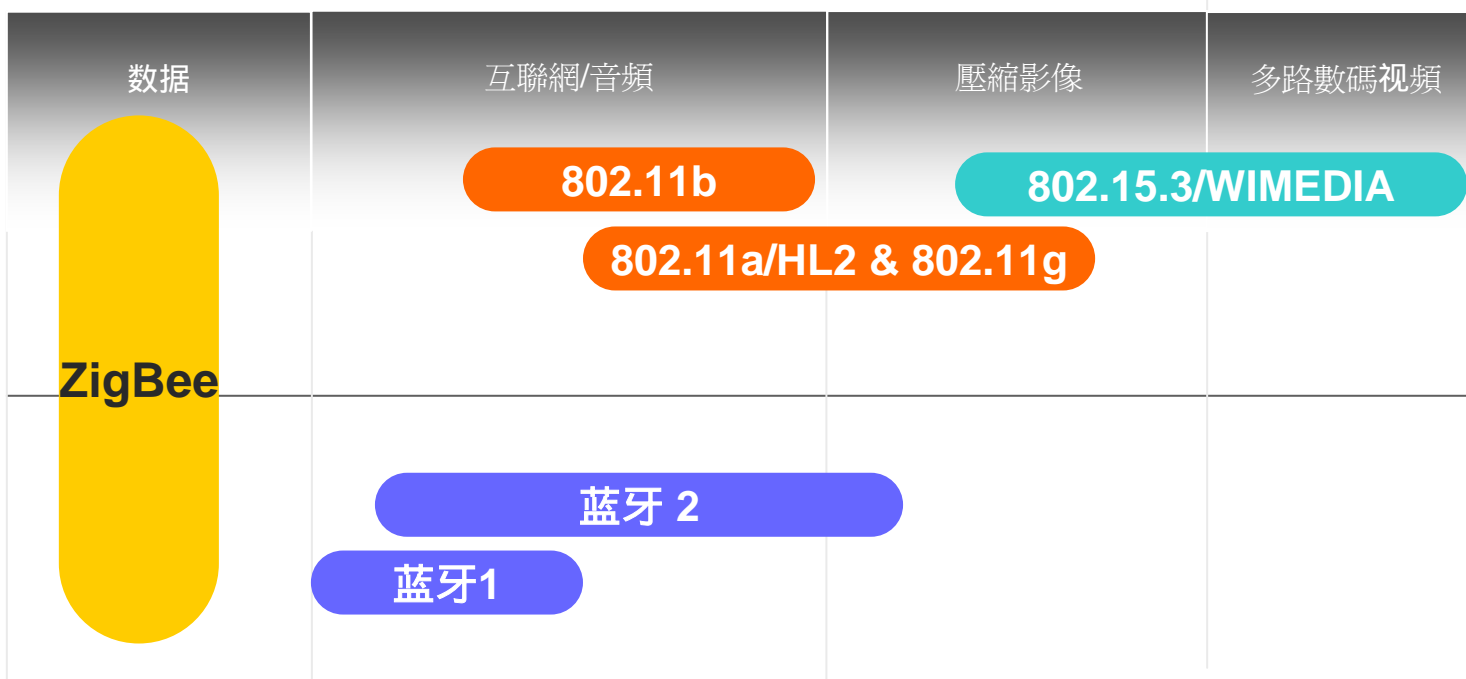 数据
互聯網/音頻
壓縮影像
多路數碼视頻
802.11b
802.15.3/WIMEDIA
802.11a/HL2 & 802.11g
ZigBee
蓝牙 2
蓝牙1